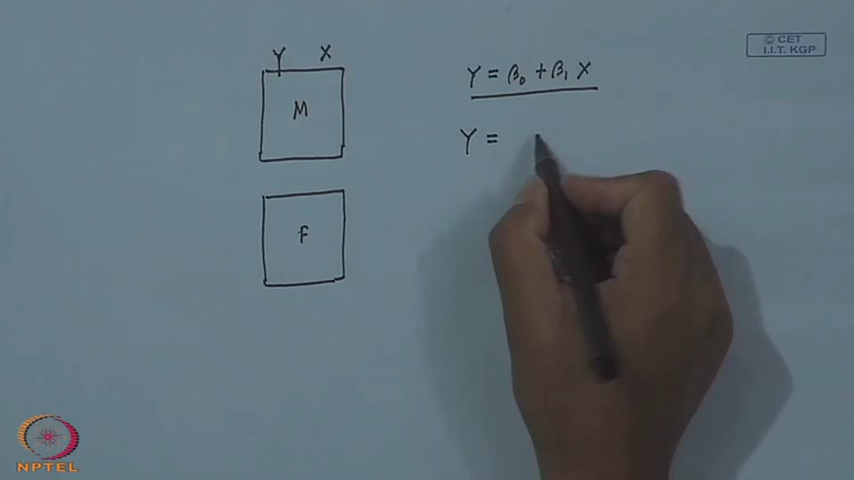 Y X
M
F
Y = β₀ + β₁ X
Y =
© CET
I.I.T. KGP
NPTEL